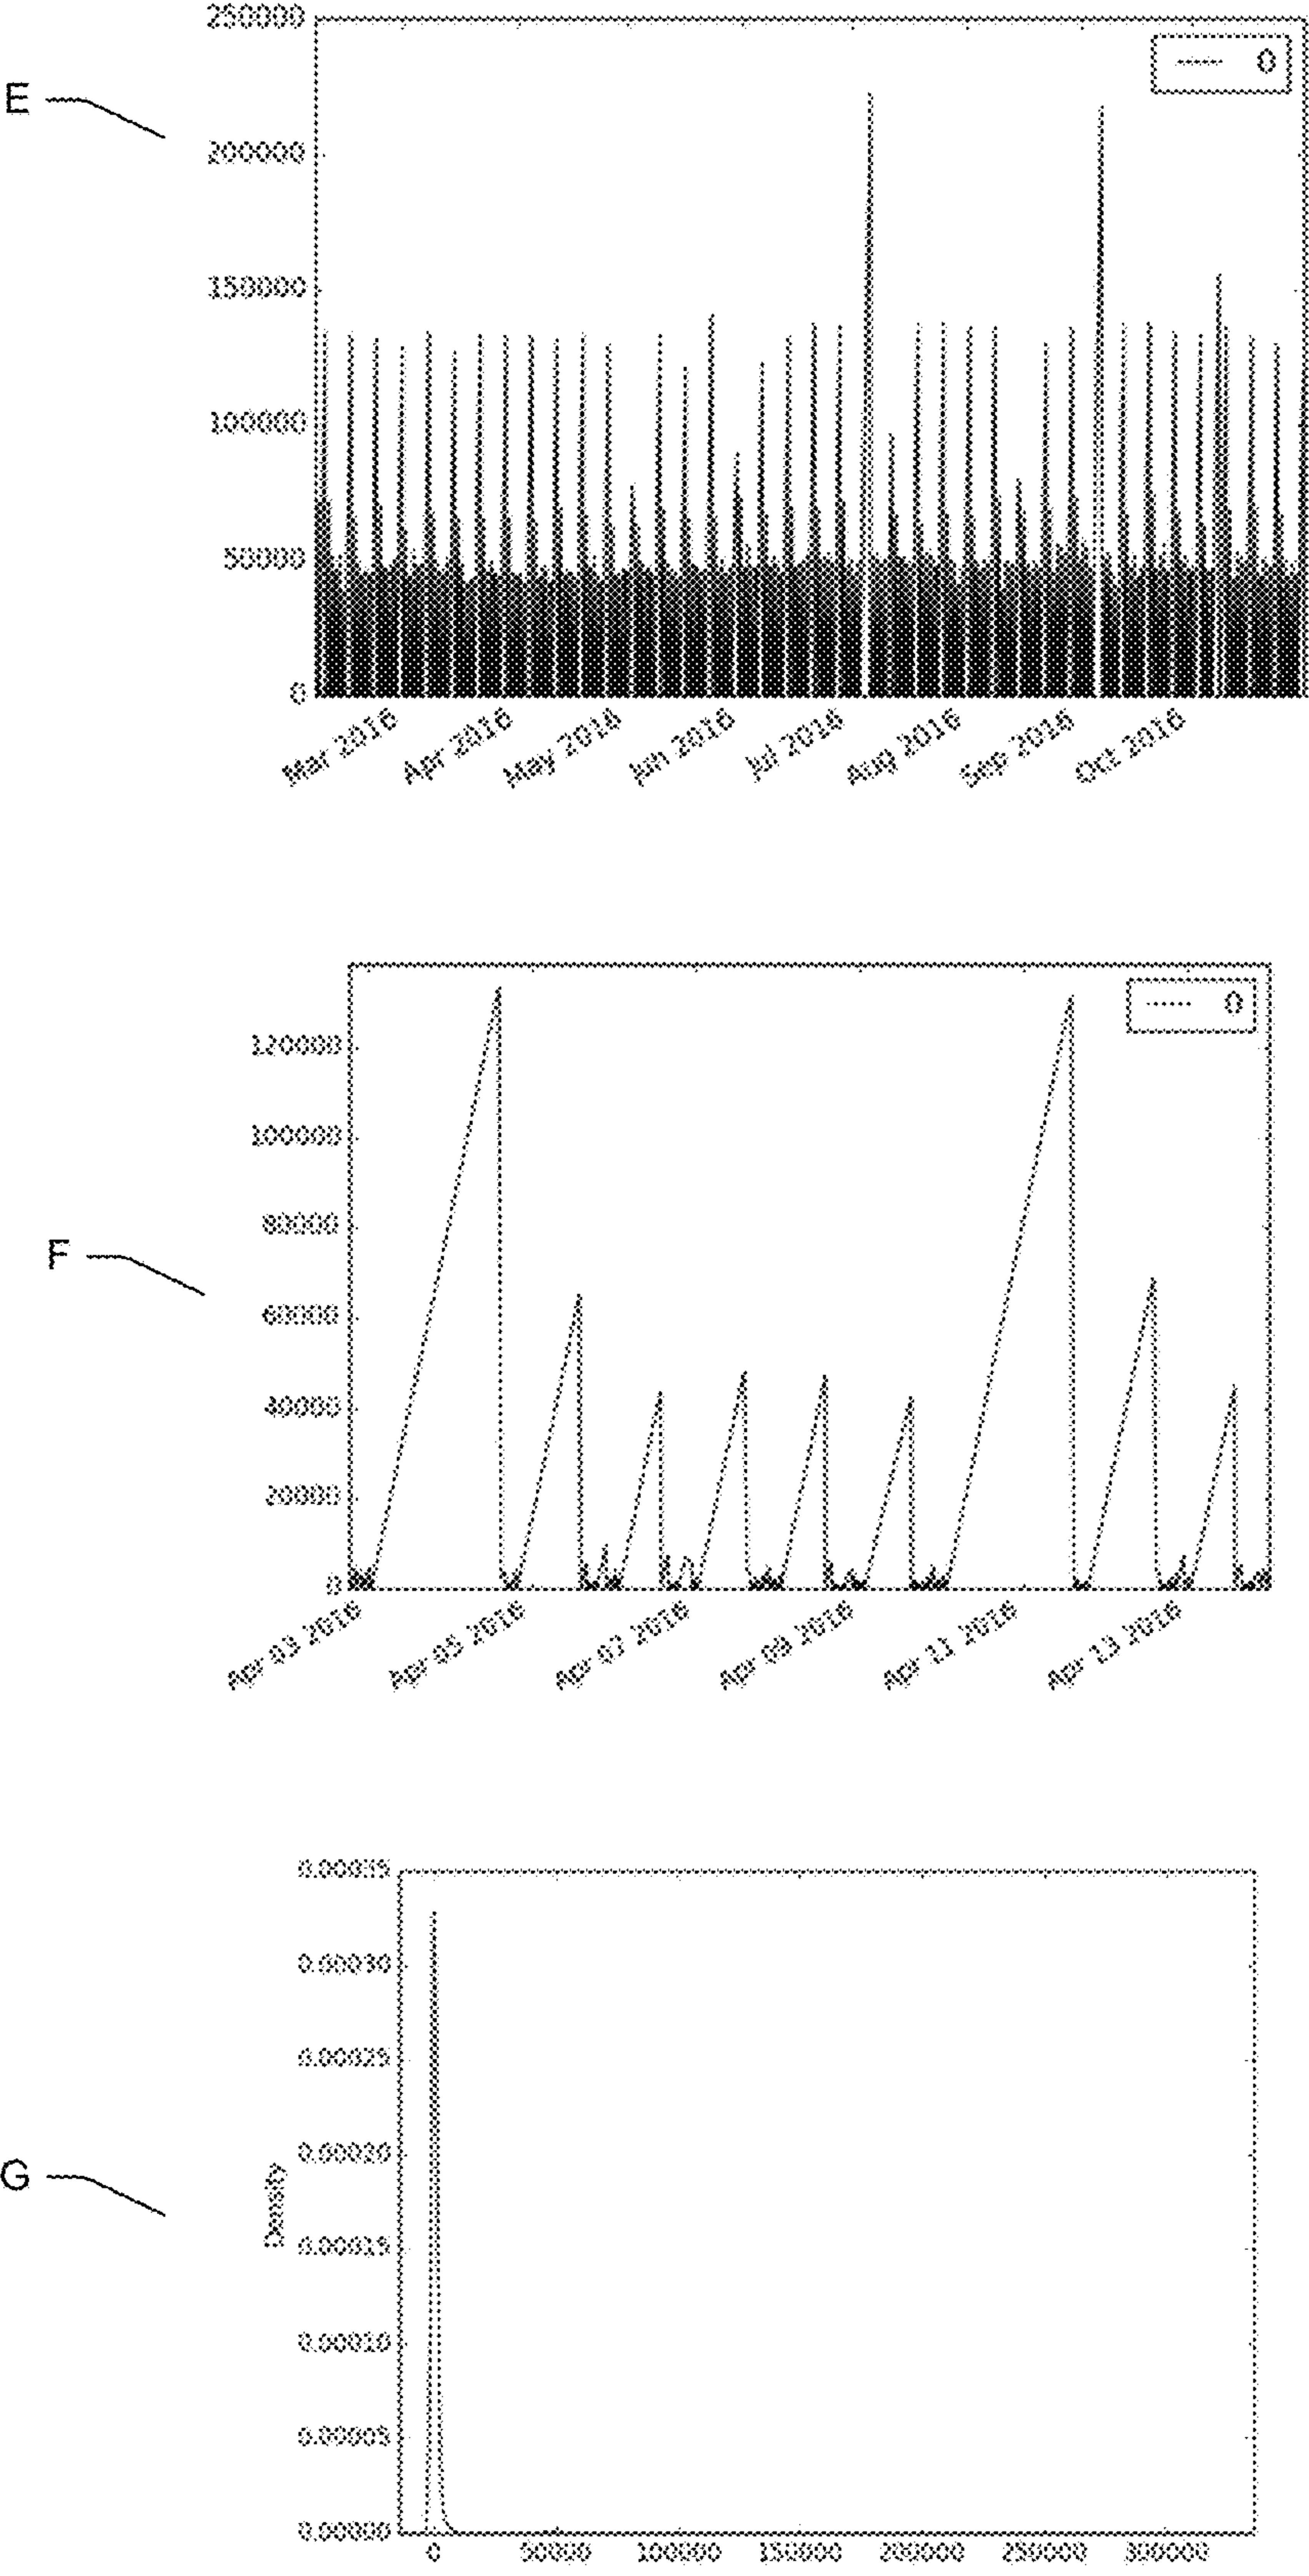 E
250000
200000
150000
100000
50000
0
0
Mar 2016
Apr 2016
May 2016
Jun 2016
Jul 2016
Aug 2016
Sep 2016
Oct 2016
F
0
120000
100000
80000
60000
40000
20000
0
Apr 03 2016
Apr 05 2016
Apr 07 2016
Apr 09 2016
Apr 11 2016
Apr 13 2016
G
Density
0.00035
0.00030
0.00025
0.00020
0.00015
0.00010
0.00005
0.00000
0 50000 100000 150000 200000 250000 300000